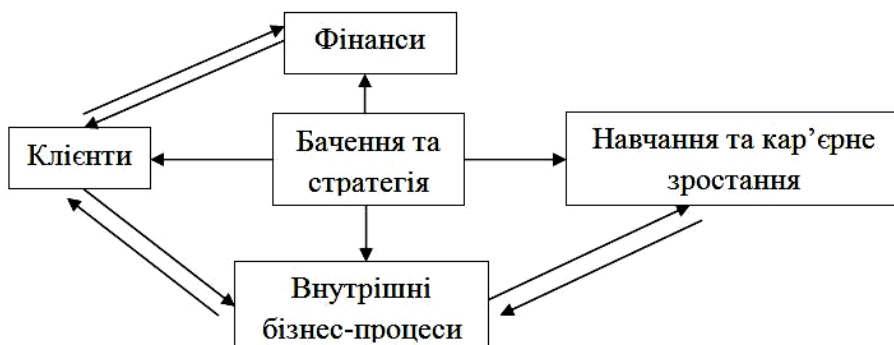 Фінанси
Клієнти
Бачення та
стратегія
Навчання та кар’єрне
зростання
Внутрішні
бізнес-процеси